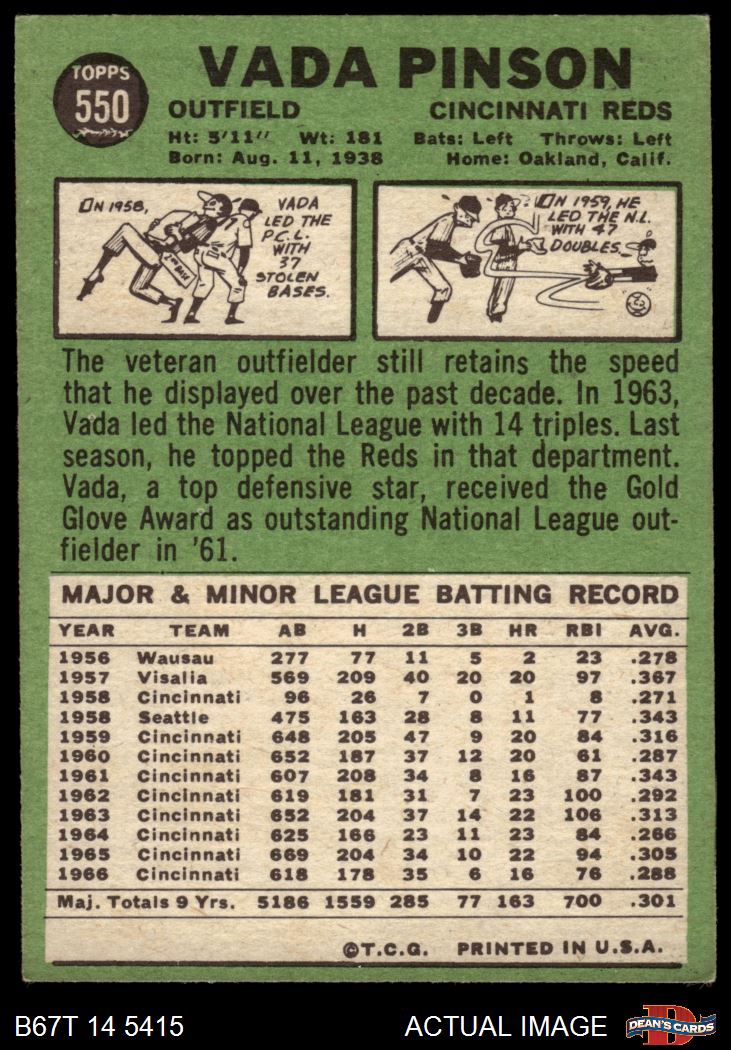 TOPPS
550
VADA PINSON
OUTFIELD CINCINNATI REDS
Ht: 5'11" Wt: 181 Bats: Left Throws: Left
Born: Aug. 11, 1938 Home: Oakland, Calif.
IN 1958,
VADA
LED THE
P.C.L.
WITH
37
STOLEN
BASES.
IN 1959, HE
LED THE N.L.
WITH 47
DOUBLES.
The veteran outfielder still retains the speed
that he displayed over the past decade. In 1963,
Vada led the National League with 14 triples. Last
season, he topped the Reds in that department.
Vada, a top defensive star, received the Gold
Glove Award as outstanding National League out-
fielder in '61.
MAJOR & MINOR LEAGUE BATTING RECORD
YEAR TEAM AB H 2B 3B HR RBI AVG.
1956 Wausau 277 77 11 5 2 23 .278
1957 Visalia 569 209 40 20 20 97 .367
1958 Cincinnati 96 26 7 0 1 8 .271
1958 Seattle 475 163 28 8 11 77 .343
1959 Cincinnati 648 205 47 9 20 84 .316
1960 Cincinnati 652 187 37 12 20 61 .287
1961 Cincinnati 607 208 34 8 16 87 .343
1962 Cincinnati 619 181 31 7 23 100 .292
1963 Cincinnati 652 204 37 14 22 106 .313
1964 Cincinnati 625 166 23 11 23 84 .266
1965 Cincinnati 669 204 34 10 22 94 .305
1966 Cincinnati 618 178 35 6 16 76 .288
Maj. Totals 9 Yrs. 5186 1559 285 77 163 700 .301
©T.C.G. PRINTED IN U.S.A.
B67T 14 5415 ACTUAL IMAGE
DEAN'S CARDS